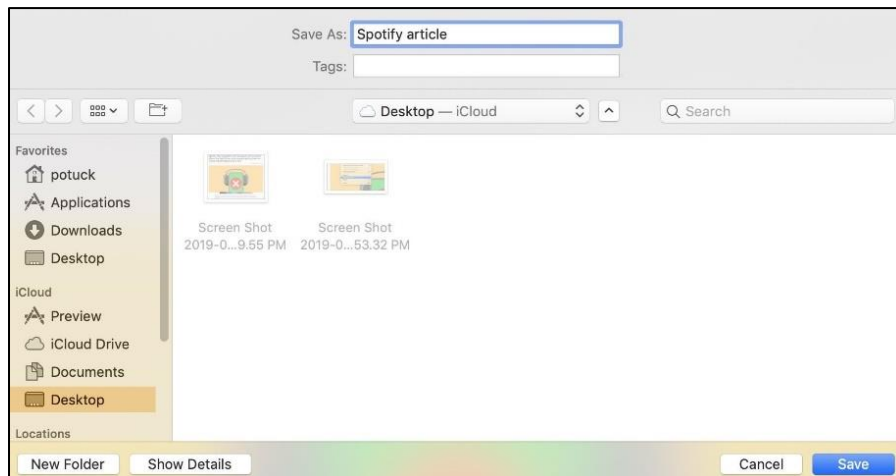 Save As: Spotify article
Tags:
Desktop — iCloud
Search
Favorites
potuck
Applications
Downloads
Desktop
iCloud
Preview
iCloud Drive
Documents
Desktop
Locations
Screen Shot
2019-0...9.55 PM
Screen Shot
2019-0...53.32 PM
New Folder
Show Details
Cancel
Save